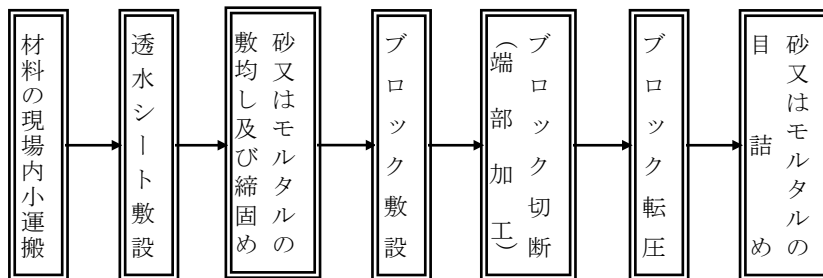 材料の現場内小運搬
透水シート敷設
砂又はモルタルの
敷均し及び締固め
ブロック敷設
ブロック切断
（端部加工）
ブロック転圧
砂又はモルタルの
目詰め